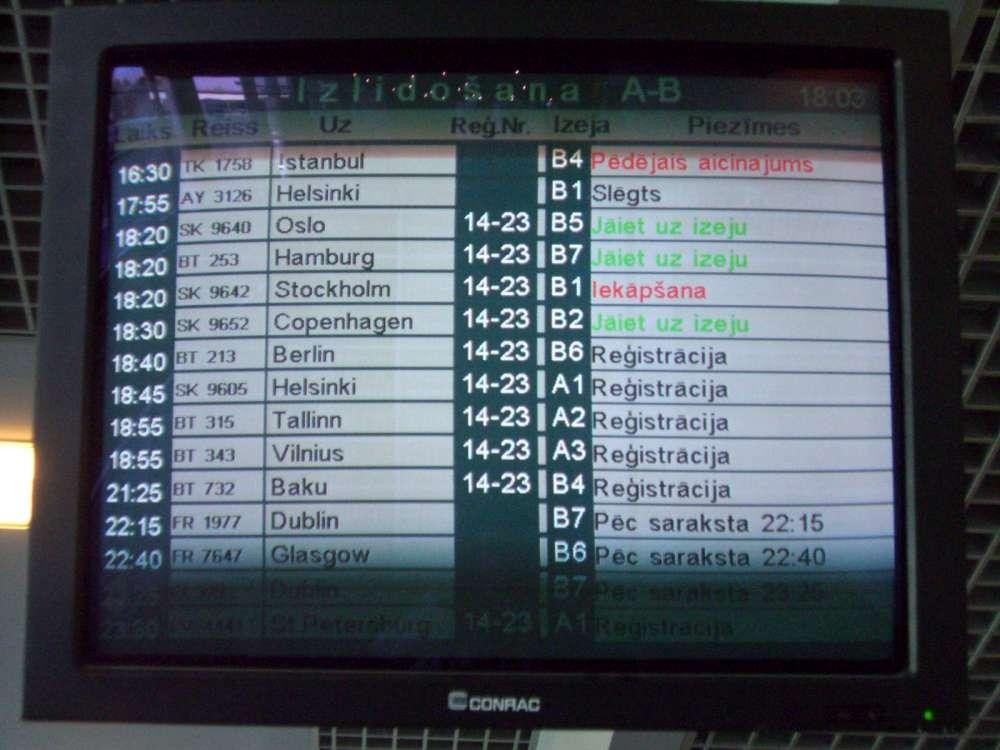 Izlidošana A-B 18:03
Laiks Reiss Uz Reģ.Nr. Izeja Piezīmes
16:30 TK 1758 Istanbul B4 Pēdējais aicinajums
17:55 AY 3126 Helsinki B1 Slēgts
18:20 SK 9640 Oslo 14-23 B5 Jāiet uz izeju
18:20 BT 253 Hamburg 14-23 B7 Jāiet uz izeju
18:20 SK 9642 Stockholm 14-23 B1 Iekāpšana
18:30 SK 9652 Copenhagen 14-23 B2 Jāiet uz izeju
18:40 BT 213 Berlin 14-23 B6 Reģistrācija
18:45 SK 9605 Helsinki 14-23 A1 Reģistrācija
18:55 BT 315 Tallinn 14-23 A2 Reģistrācija
18:55 BT 343 Vilnius 14-23 A3 Reģistrācija
21:25 BT 732 Baku 14-23 B4 Reģistrācija
22:15 FR 1977 Dublin B7 Pēc saraksta 22:15
22:40 FR 7647 Glasgow B6 Pēc saraksta 22:40
Dublin B7 Pēc saraksta 23:25
St.Petersburg 14-23 A1 Reģistrācija
CONRAC